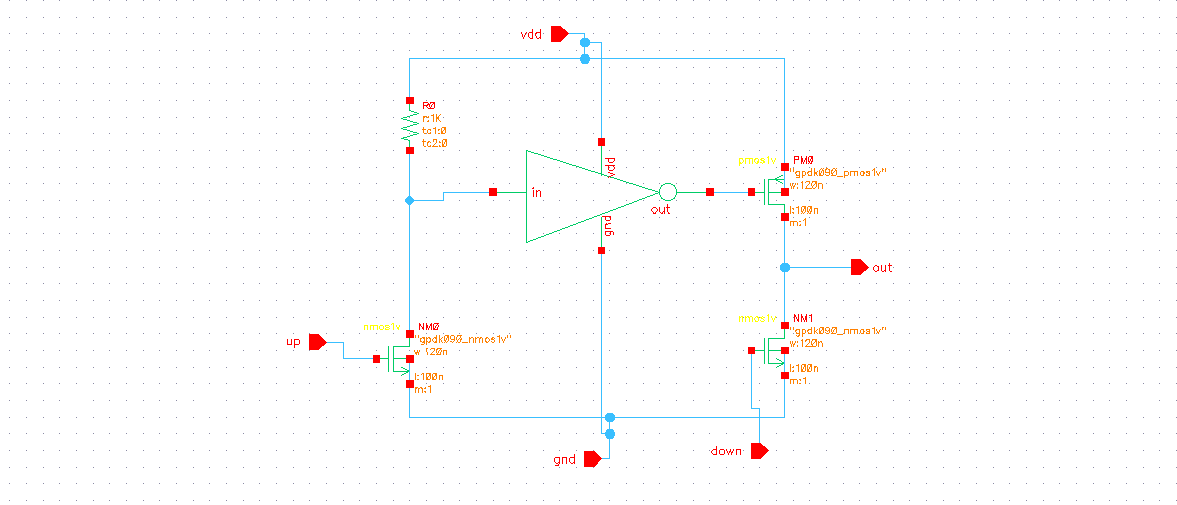 vdd
R0
r:1K
tc1:0
tc2:0
vdd
in
out
gnd
pmos1v
PM0
"gpdk090_pmos1v"
w:120n
l:100n
m:1
out
up
nmos1v
NM0
"gpdk090_nmos1v"
w:120n
l:100n
m:1
nmos1v
NM1
"gpdk090_nmos1v"
w:120n
l:100n
m:1
down
gnd